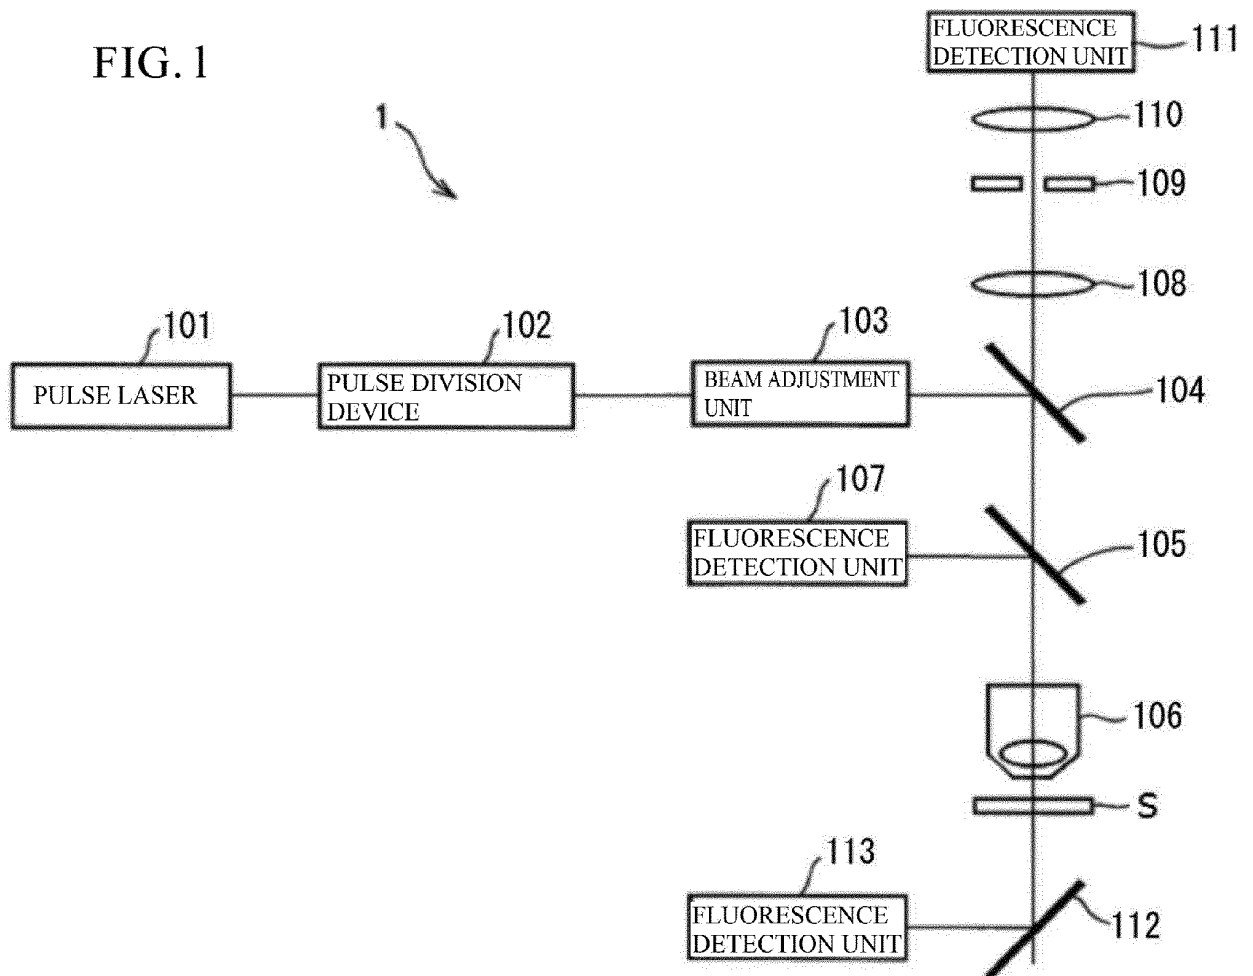 FIG. 1
FLUORESCENCE
DETECTION UNIT
111
1
110
109
108
101
102
103
PULSE LASER
PULSE DIVISION
DEVICE
BEAM ADJUSTMENT
UNIT
104
107
FLUORESCENCE
DETECTION UNIT
105
106
S
113
FLUORESCENCE
DETECTION UNIT
112